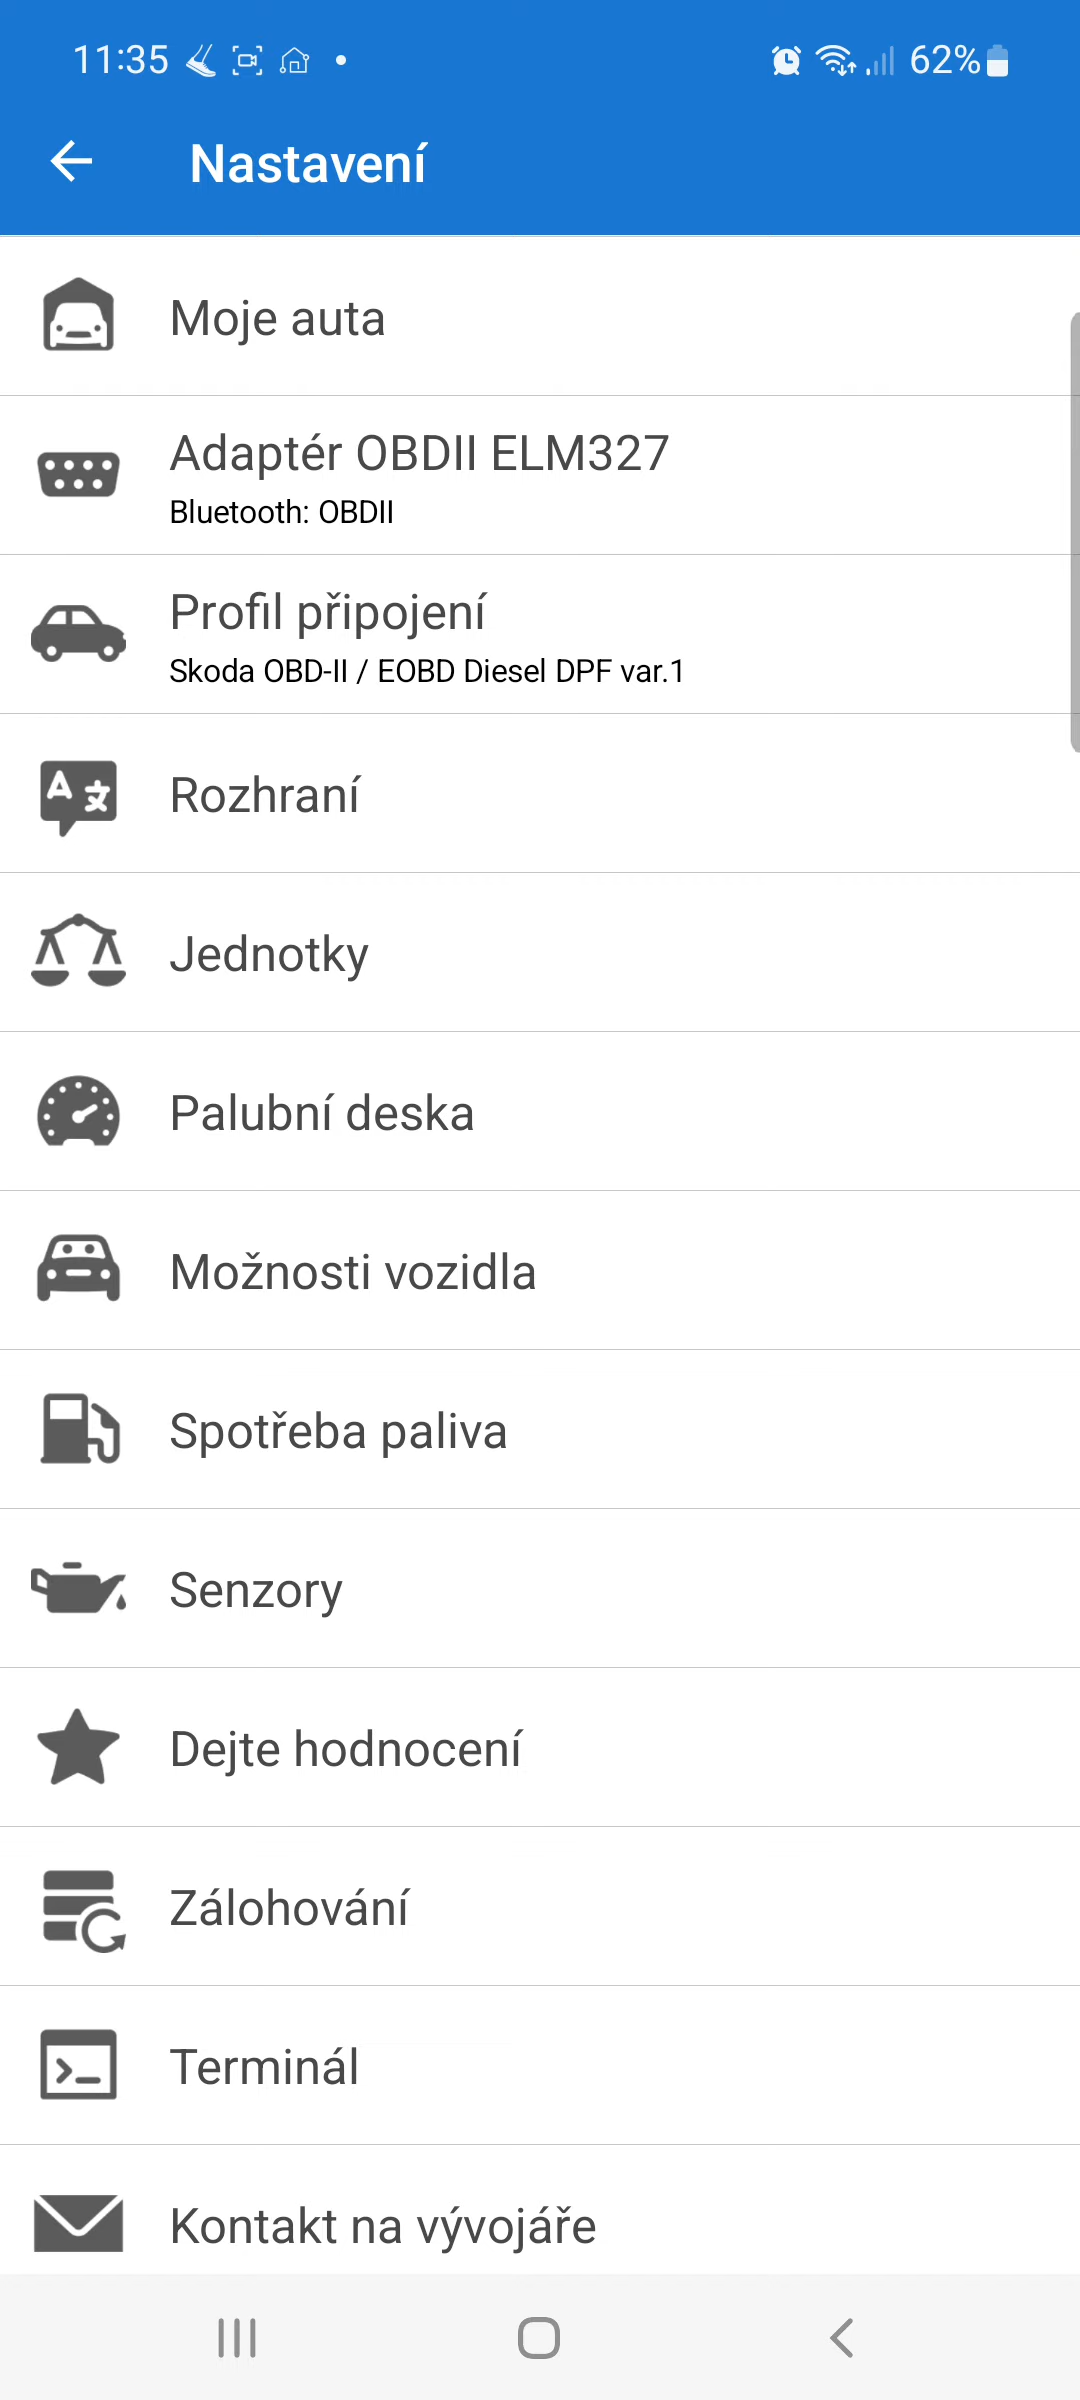 11:35
62%
Nastavení
Moje auta
Adaptér OBDII ELM327
Bluetooth: OBDII
Profil připojení
Skoda OBD-II / EOBD Diesel DPF var.1
Rozhraní
Jednotky
Palubní deska
Možnosti vozidla
Spotřeba paliva
Senzory
Dejte hodnocení
Zálohování
Terminál
Kontakt na vývojáře